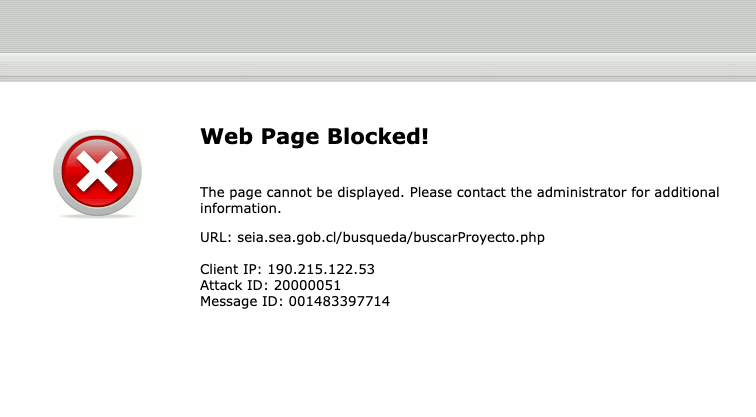 Web Page Blocked!
The page cannot be displayed. Please contact the administrator for additional
information.
URL: seia.sea.gob.cl/busqueda/buscarProyecto.php
Client IP: 190.215.122.53
Attack ID: 20000051
Message ID: 001483397714